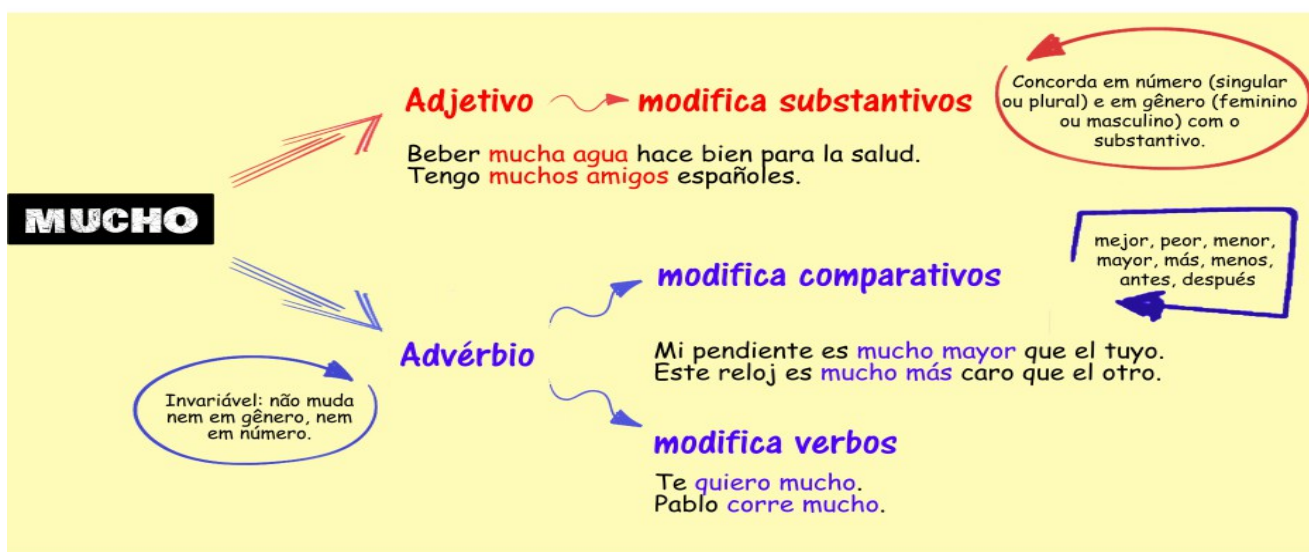 MUCHO
Adjetivo
modifica substantivos
Concorda em número (singular
ou plural) e em gênero (feminino
ou masculino) com o
substantivo.
Beber mucha agua hace bien para la salud.
Tengo muchos amigos españoles.
Advérbio
Invariável: não muda
nem em gênero, nem
em número.
modifica comparativos
mejor, peor, menor,
mayor, más, menos,
antes, después
Mi pendiente es mucho mayor que el tuyo.
Este reloj es mucho más caro que el otro.
modifica verbos
Te quiero mucho.
Pablo corre mucho.